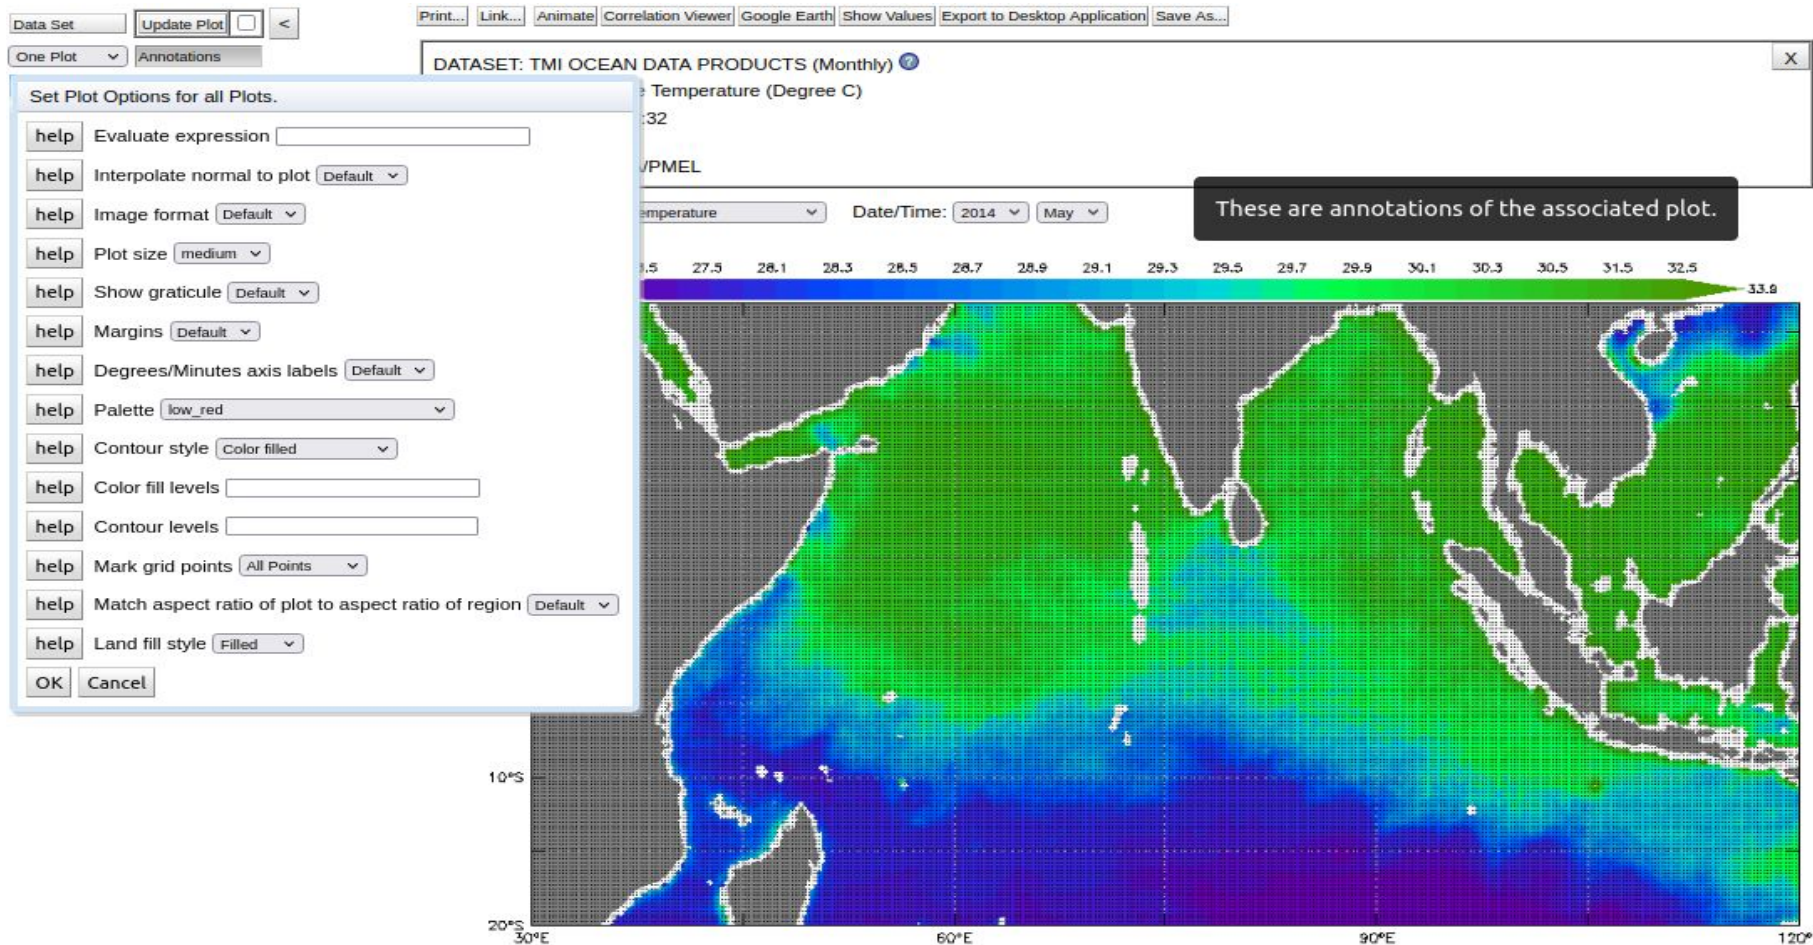 Data Set Update Plot <
One Plot Annotations
Print... Link... Animate Correlation Viewer Google Earth Show Values Export to Desktop Application Save As...
DATASET: TMI OCEAN DATA PRODUCTS (Monthly) ?
X
Temperature (Degree C)
:32
/PMEL
Set Plot Options for all Plots.
help Evaluate expression
help Interpolate normal to plot Default
help Image format Default
help Plot size medium
help Show graticule Default
help Margins Default
help Degrees/Minutes axis labels Default
help Palette low_red
help Contour style Color filled
help Color fill levels
help Contour levels
help Mark grid points All Points
help Match aspect ratio of plot to aspect ratio of region Default
help Land fill style Filled
OK Cancel
emperature Date/Time: 2014 May
These are annotations of the associated plot.
.5 27.5 28.1 28.3 28.5 28.7 28.9 29.1 29.3 29.5 29.7 29.9 30.1 30.3 30.5 31.5 32.5
10°S
20°S
30°E 60°E 90°E 120°